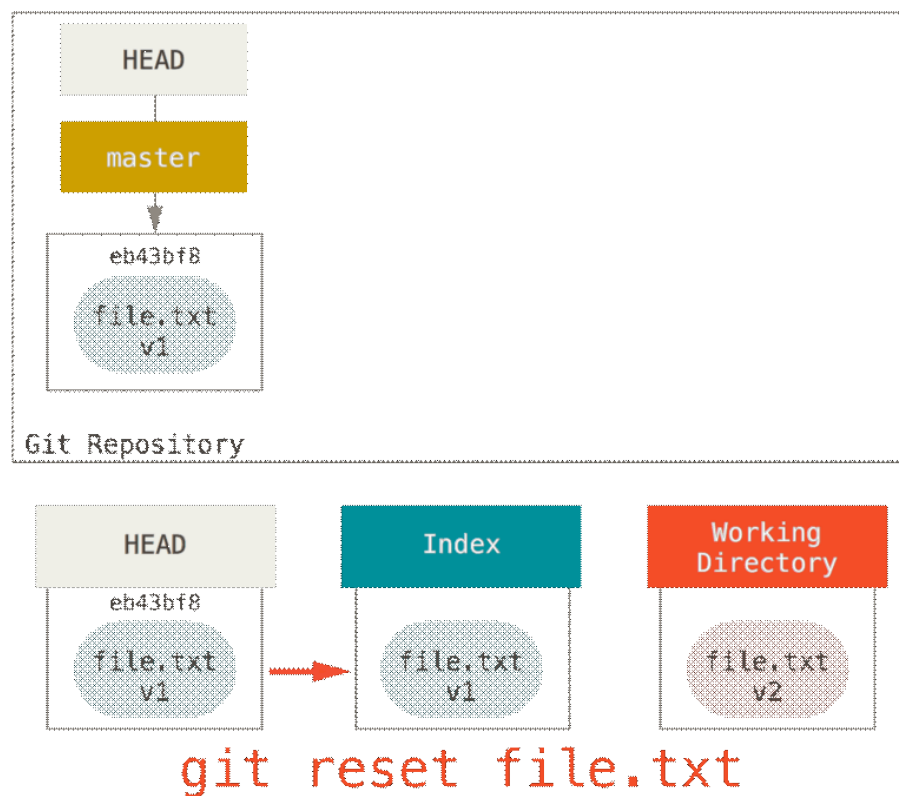 HEAD
master
eb43bf8
file.txt
v1
Git Repository
HEAD
Index
Working
Directory
eb43bf8
file.txt
v1
file.txt
v1
file.txt
v2
git reset file.txt